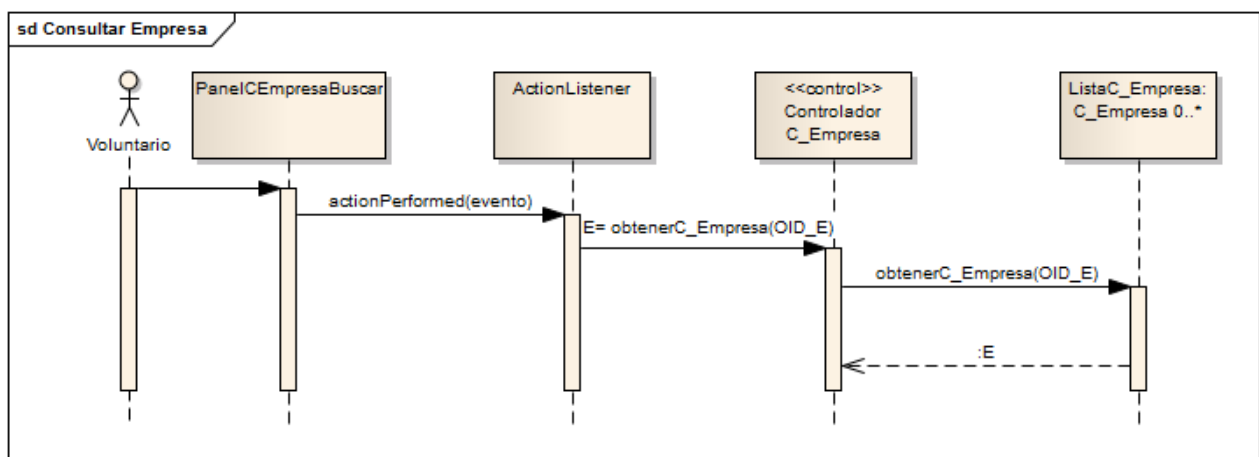 sd Consultar Empresa
Voluntario
PanelCEmpresaBuscar
ActionListener
<<control>>
Controlador
C_Empresa
ListaC_Empresa:
C_Empresa 0..*
actionPerformed(evento)
E= obtenerC_Empresa(OID_E)
obtenerC_Empresa(OID_E)
:E